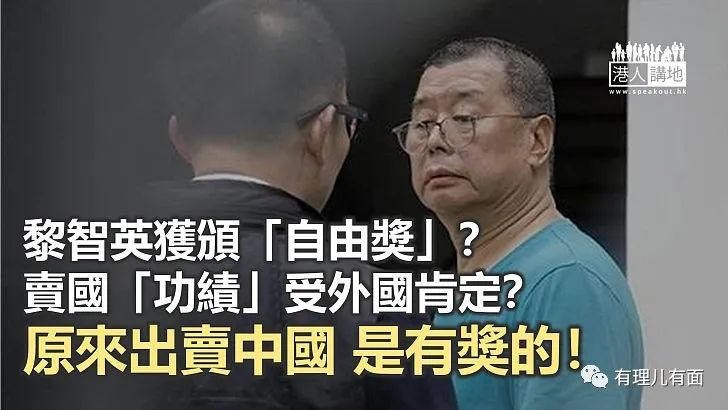 港人講地
www.speakout.hk
黎智英獲頒「自由獎」?
賣國「功績」受外國肯定?
原來出賣中國 是有獎的!
有理儿有面